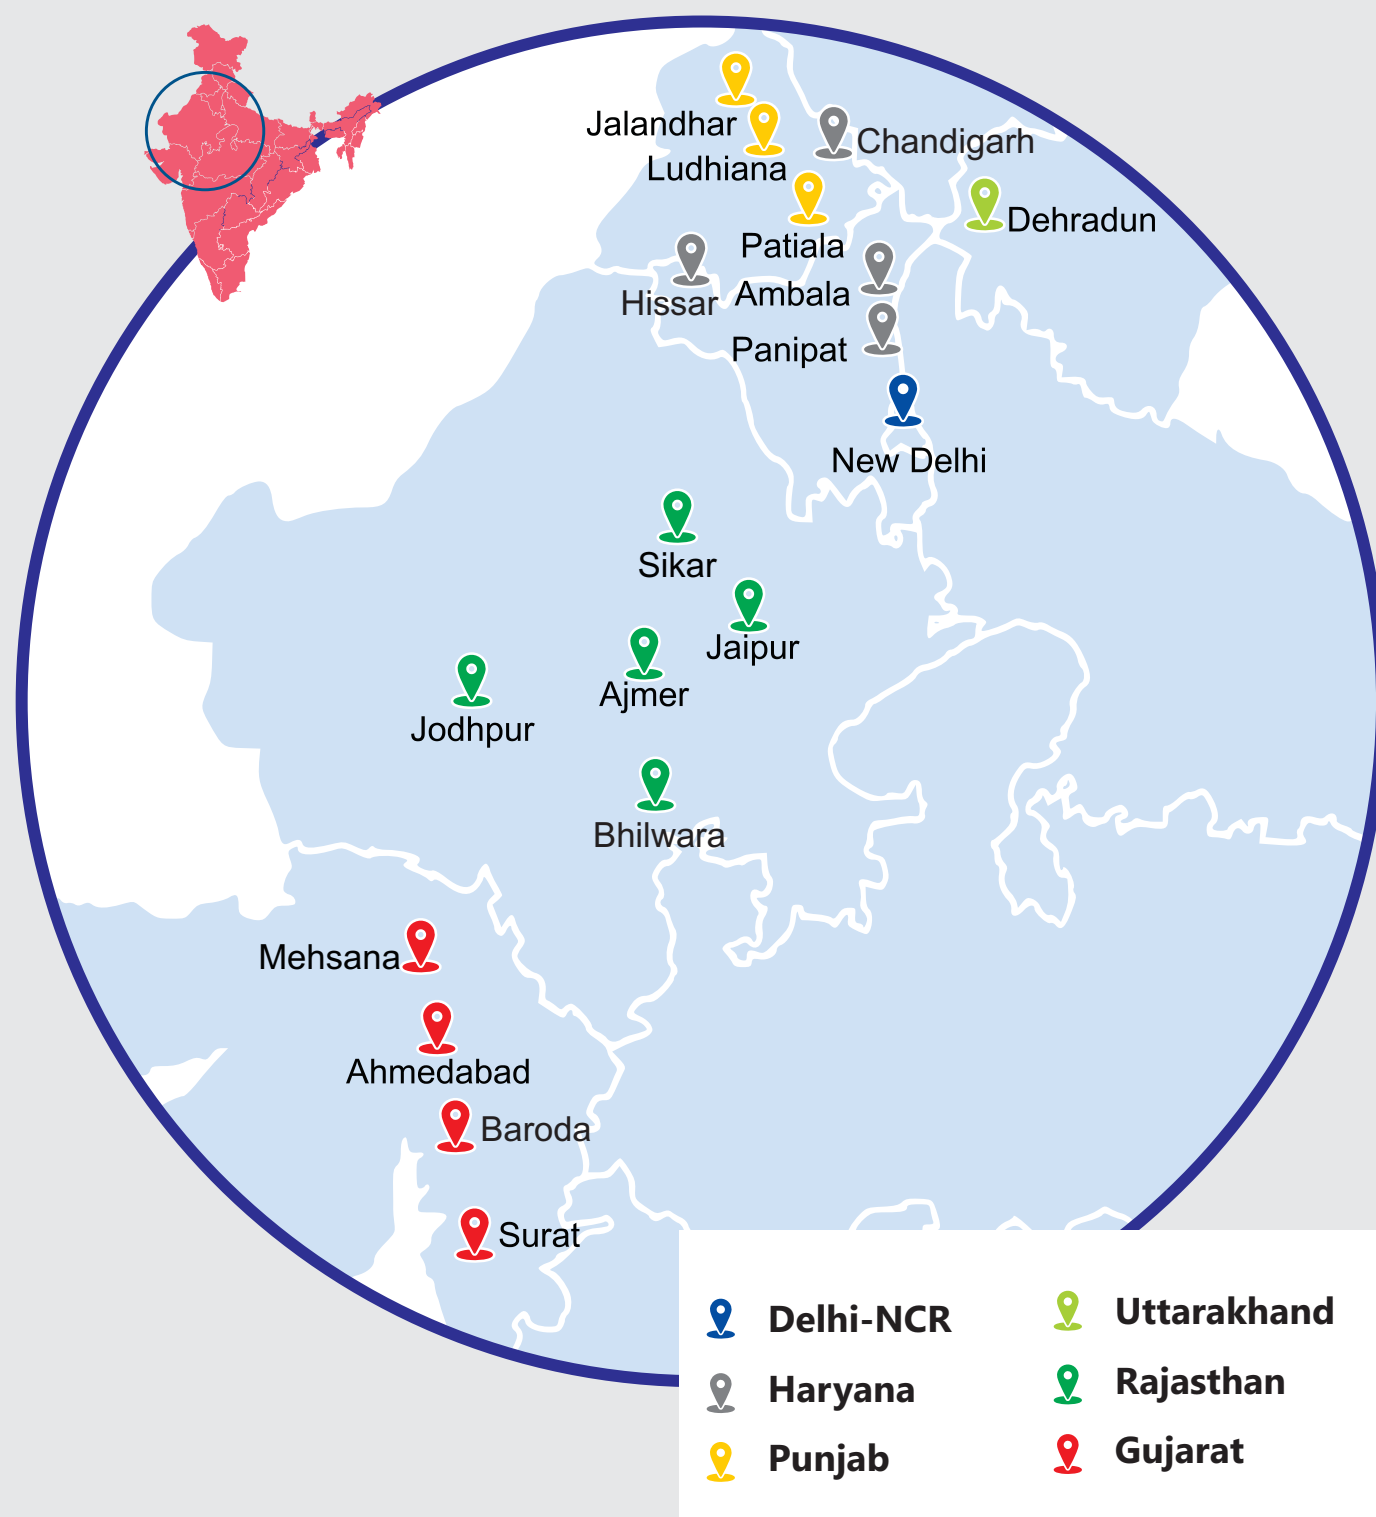 Jalandhar
Ludhiana
Chandigarh
Patiala
Dehradun
Hissar
Ambala
Panipat
New Delhi
Sikar
Jaipur
Ajmer
Jodhpur
Bhilwara
Mehsana
Ahmedabad
Baroda
Surat
Delhi-NCR
Haryana
Punjab
Uttarakhand
Rajasthan
Gujarat